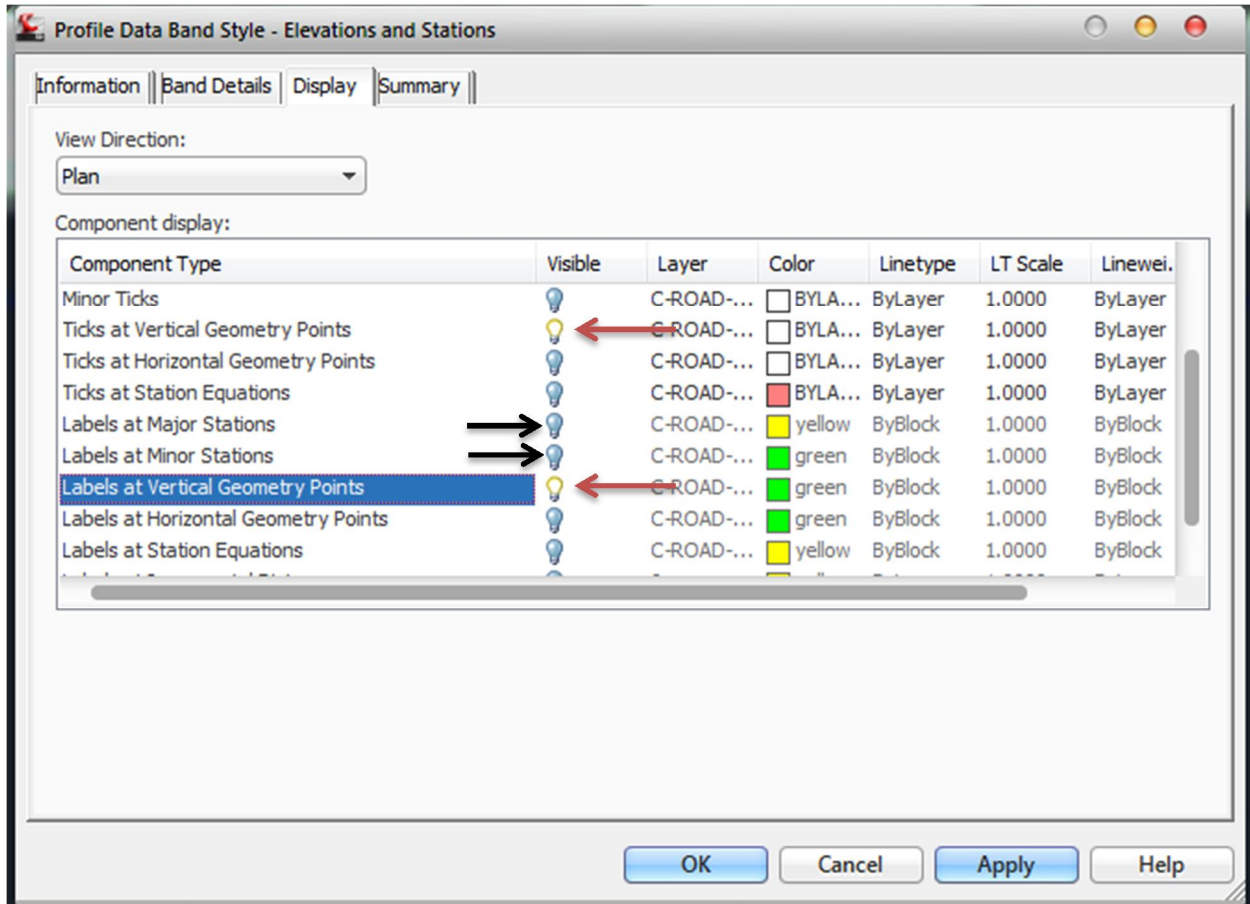 Profile Data Band Style - Elevations and Stations
Information Band Details Display Summary
View Direction:
Plan
Component display:
Component Type Visible Layer Color Linetype LT Scale Linewei.
Minor Ticks C-ROAD-... BYLA... ByLayer 1.0000 ByLayer
Ticks at Vertical Geometry Points C-ROAD-... BYLA... ByLayer 1.0000 ByLayer
Ticks at Horizontal Geometry Points C-ROAD-... BYLA... ByLayer 1.0000 ByLayer
Ticks at Station Equations C-ROAD-... BYLA... ByLayer 1.0000 ByLayer
Labels at Major Stations C-ROAD-... yellow ByBlock 1.0000 ByBlock
Labels at Minor Stations C-ROAD-... green ByBlock 1.0000 ByBlock
Labels at Vertical Geometry Points C-ROAD-... green ByBlock 1.0000 ByBlock
Labels at Horizontal Geometry Points C-ROAD-... green ByBlock 1.0000 ByBlock
Labels at Station Equations C-ROAD-... yellow ByBlock 1.0000 ByBlock
OK Cancel Apply Help